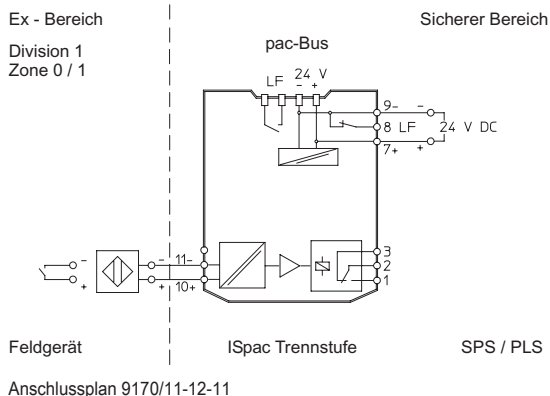 Ex - Bereich
Sicherer Bereich
Division 1
Zone 0 / 1
pac-Bus
LF 24 V
- +
9- -
8 LF 24 V DC
7+ +
- - 11-
+ + 10+
3
2
1
Feldgerät
ISpac Trennstufe
SPS / PLS
Anschlussplan 9170/11-12-11